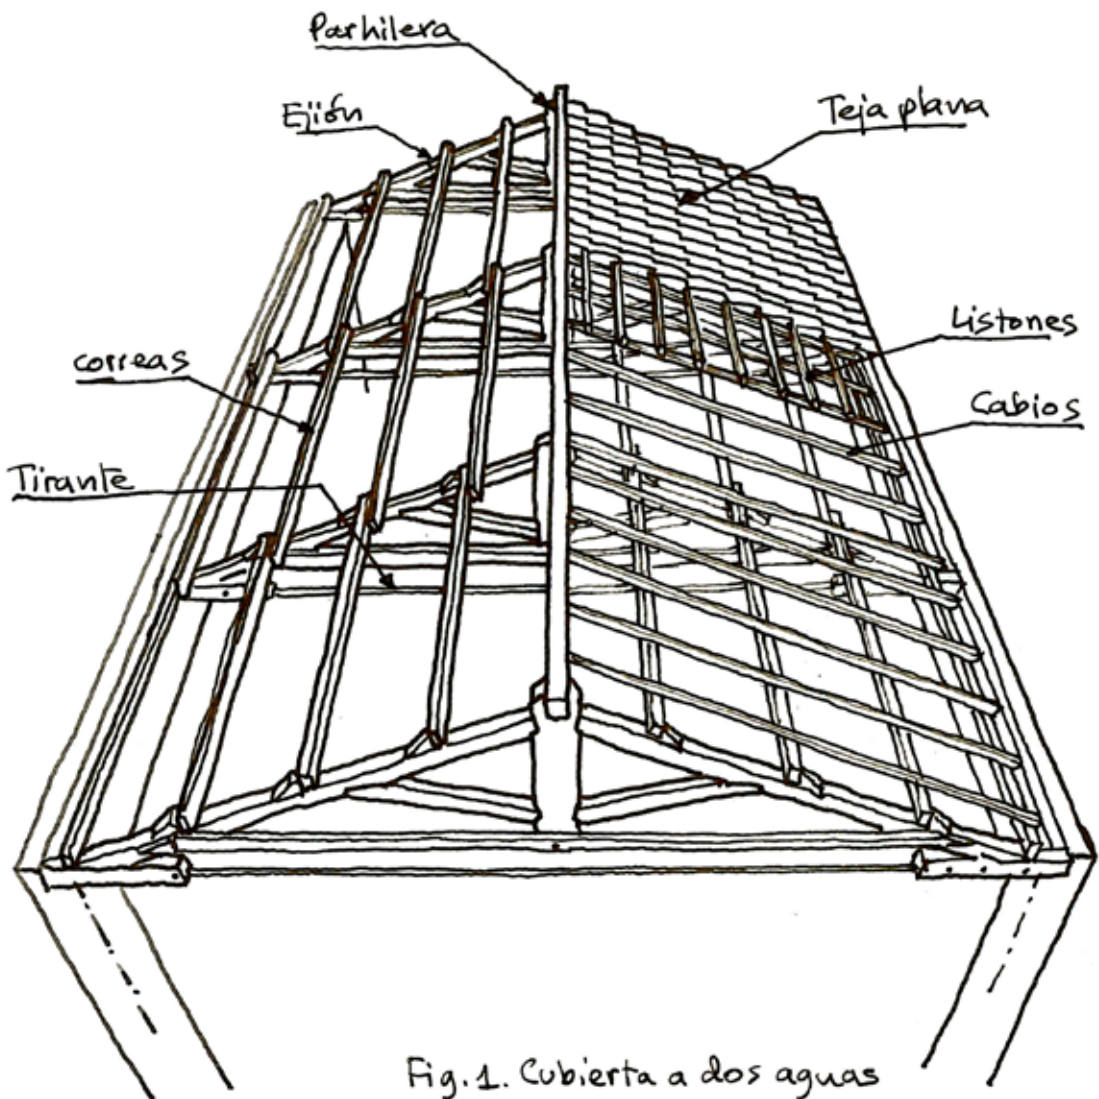 Parhilera
Ejión
Teja plana
Listones
correas
Cabios
Tirante
Fig.1. Cubierta a dos aguas